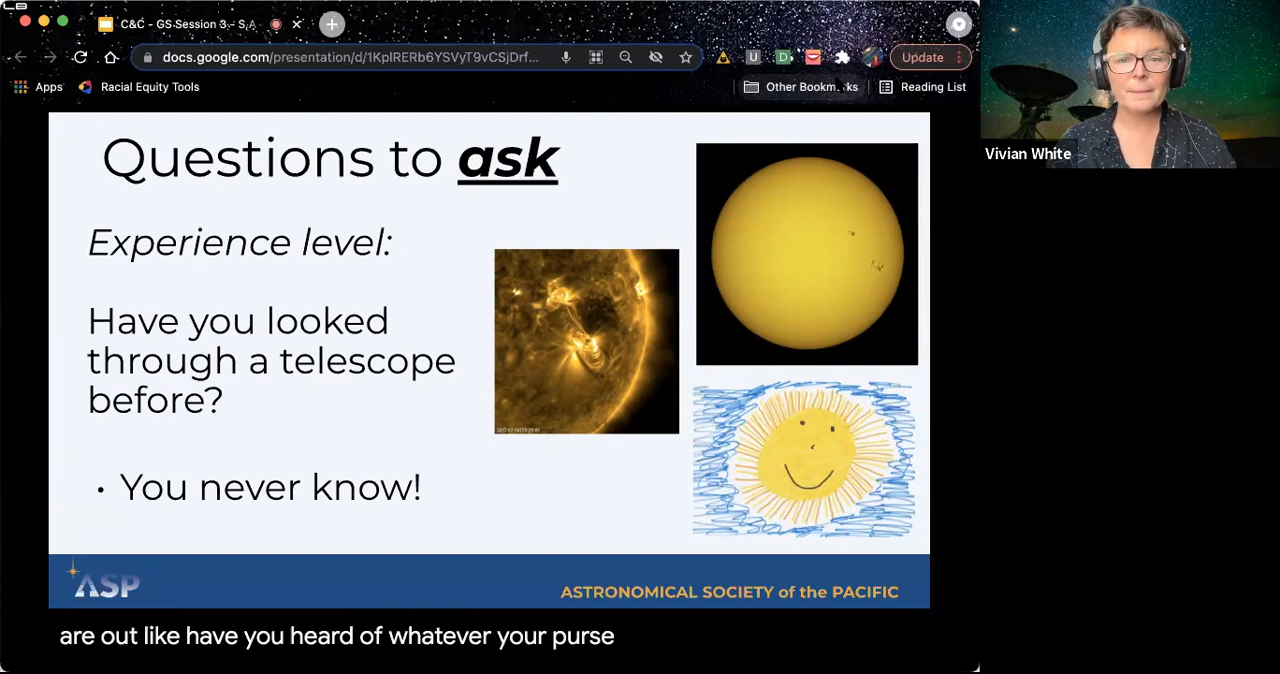 C&C - GS Session 3 - S,A
docs.google.com/presentation/d/1KplRERb6YSVyT9vCSjDrf...
Update
Apps
Racial Equity Tools
Other Bookmarks
Reading List
Vivian White
Questions to ask
Experience level:
Have you looked
through a telescope
before?
• You never know!
ASP
ASTRONOMICAL SOCIETY of the PACIFIC
are out like have you heard of whatever your purse